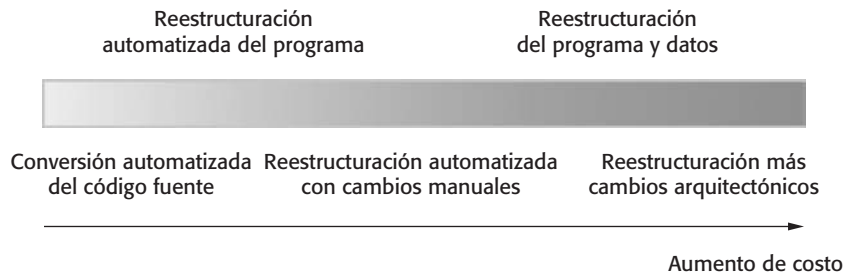 Reestructuración
automatizada del programa
Reestructuración
del programa y datos
Conversión automatizada
del código fuente
Reestructuración automatizada
con cambios manuales
Reestructuración más
cambios arquitectónicos
Aumento de costo